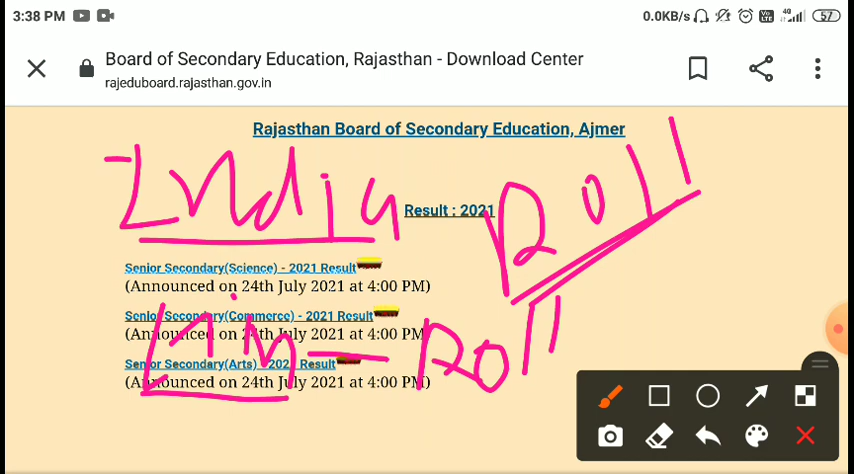 3:38 PM 0.0KB/s Vo LTE 4G 57
Board of Secondary Education, Rajasthan - Download Center
rajeduboard.rajasthan.gov.in
Rajasthan Board of Secondary Education, Ajmer
India Roll
Result : 2021
Senior Secondary(Science) - 2021 Result
(Announced on 24th July 2021 at 4:00 PM)
Senior Secondary(Commerce) - 2021 Result
(Announced on 24th July 2021 at 4:00 PM)
Roll
Senior Secondary(Arts) - 2021 Result
(Announced on 24th July 2021 at 4:00 PM)